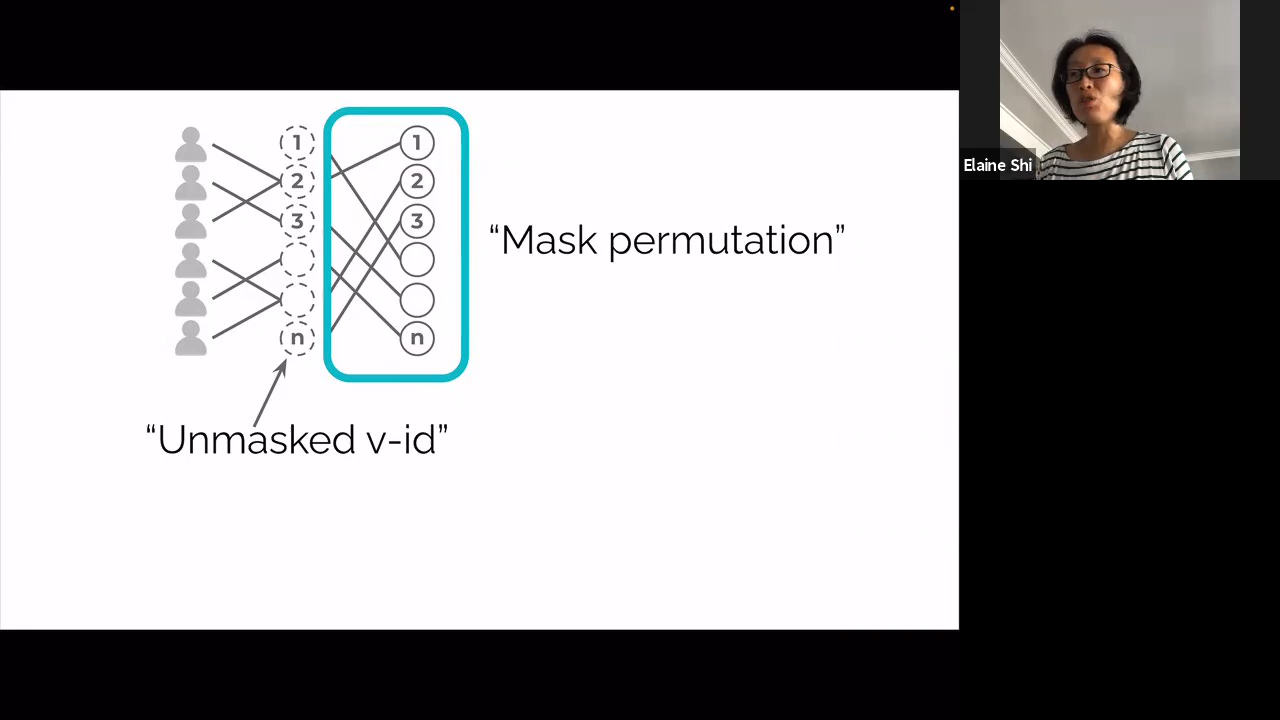 1 1
2 2
3 3
n n
“Mask permutation”
“Unmasked v-id”
Elaine Shi